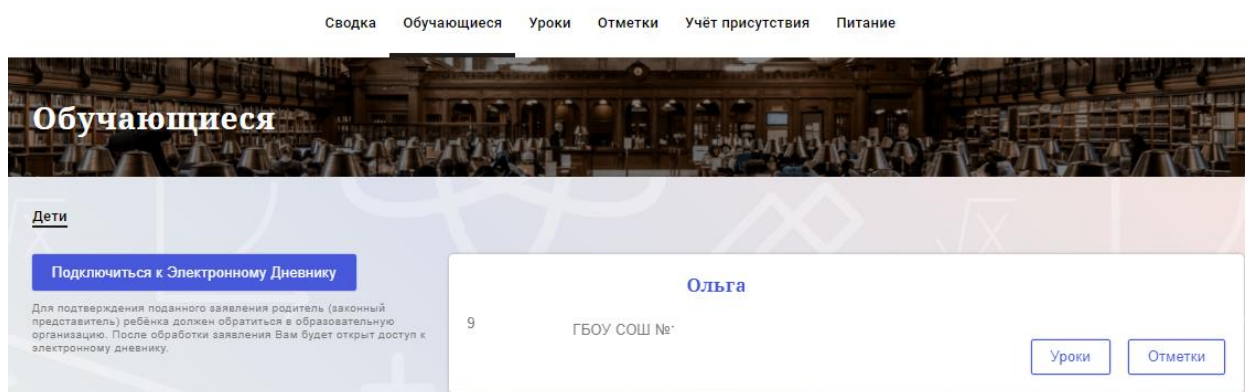 Сводка Обучающиеся Уроки Отметки Учёт присутствия Питание
Обучающиеся
Дети
Подключиться к Электронному Дневнику
Для подтверждения поданного заявления родитель (законный
представитель) ребёнка должен обратиться в образовательную
организацию. После обработки заявления Вам будет открыт доступ к
электронному дневнику.
Ольга
9
ГБОУ СОШ №
Уроки Отметки